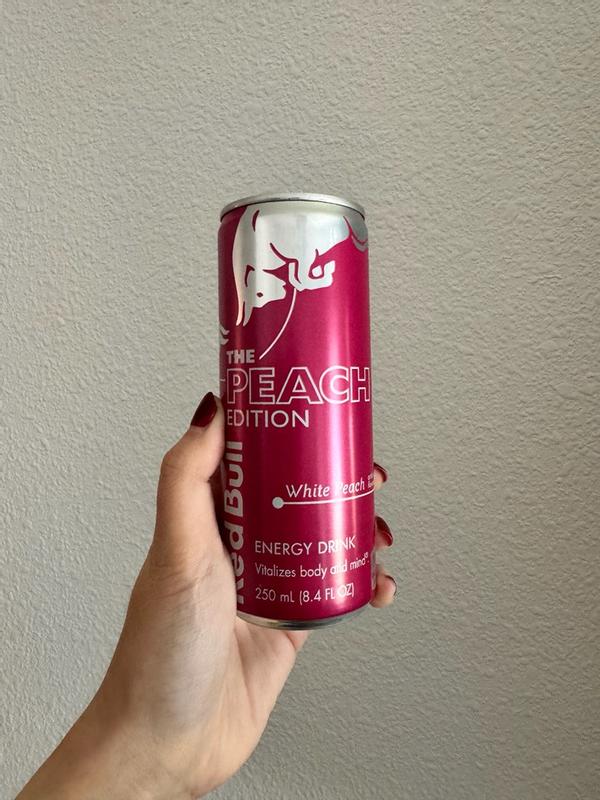 THE
PEACH
EDITION
Red Bull
White Peach
ENERGY DRINK
Vitalizes body and mind®.
250 mL (8.4 FL OZ)